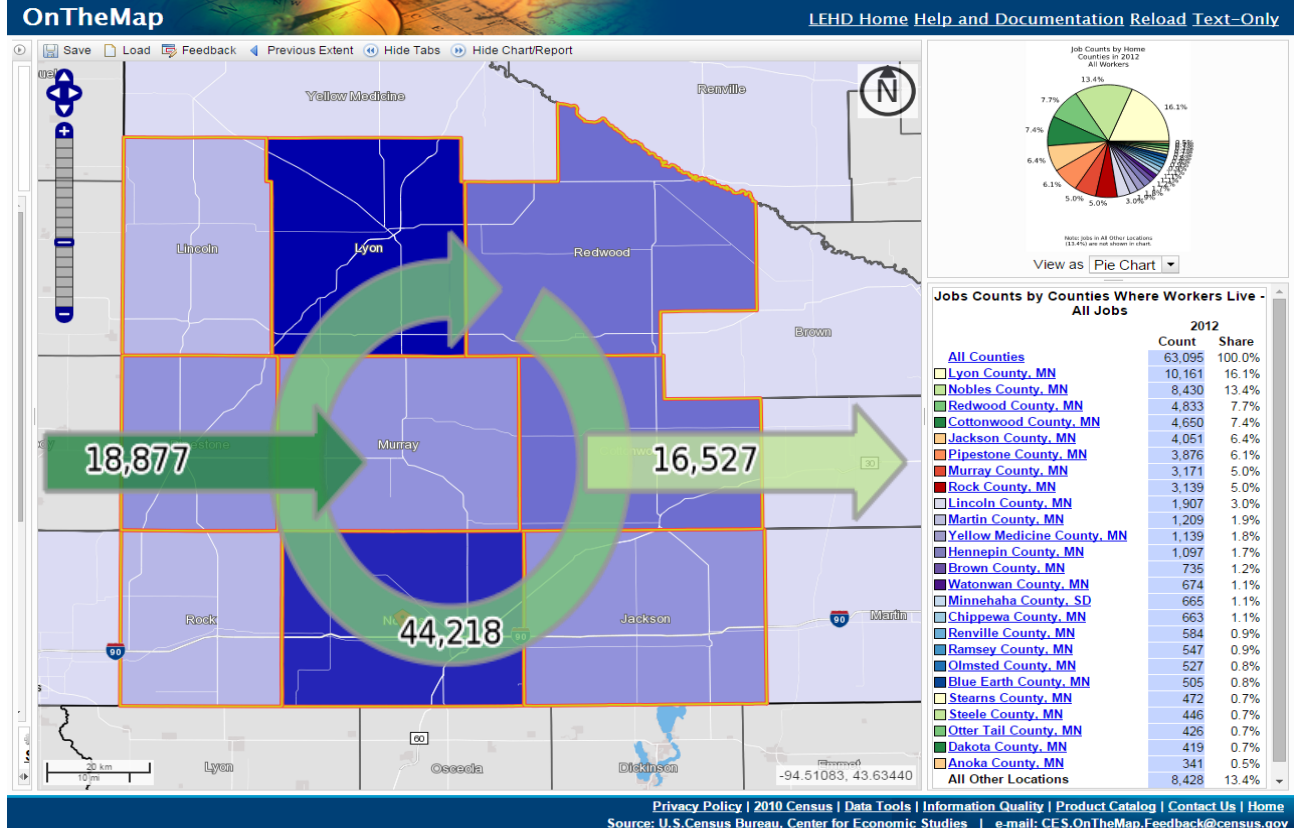 OnTheMap
LEHD Home Help and Documentation Reload Text-Only
Save Load Feedback Previous Extent Hide Tabs Hide Chart/Report
Yellow Medicine
Renville
N
Lincoln
Lyon
Redwood
Brown
18,877
Murray
16,527
30
Rock
44,218
90
Jackson
90
Martin
90
60
Lyon
Osceola
Dickinson
Emmet
20 km
10 mi
-94.51083, 43.63440
Job Counts by Home
Counties in 2012
All Workers
13.4%
16.1%
7.7%
7.4%
6.4%
6.1%
5.0%
5.0%
3.0%
1.9%
Note: Jobs in All Other Locations
(13.4%) are not shown in chart.
View as Pie Chart
Jobs Counts by Counties Where Workers Live -
All Jobs
2012
Count Share
All Counties 63,095 100.0%
Lyon County, MN 10,161 16.1%
Nobles County, MN 8,430 13.4%
Redwood County, MN 4,833 7.7%
Cottonwood County, MN 4,650 7.4%
Jackson County, MN 4,051 6.4%
Pipestone County, MN 3,876 6.1%
Murray County, MN 3,171 5.0%
Rock County, MN 3,139 5.0%
Lincoln County, MN 1,907 3.0%
Martin County, MN 1,209 1.9%
Yellow Medicine County, MN 1,139 1.8%
Hennepin County, MN 1,097 1.7%
Brown County, MN 735 1.2%
Watonwan County, MN 674 1.1%
Minnehaha County, SD 665 1.1%
Chippewa County, MN 663 1.1%
Renville County, MN 584 0.9%
Ramsey County, MN 547 0.9%
Olmsted County, MN 527 0.8%
Blue Earth County, MN 505 0.8%
Stearns County, MN 472 0.7%
Steele County, MN 446 0.7%
Otter Tail County, MN 426 0.7%
Dakota County, MN 419 0.7%
Anoka County, MN 341 0.5%
All Other Locations 8,428 13.4%
Privacy Policy | 2010 Census | Data Tools | Information Quality | Product Catalog | Contact Us | Home
Source: U.S.Census Bureau, Center for Economic Studies | e-mail: CES.OnTheMap.Feedback@census.gov